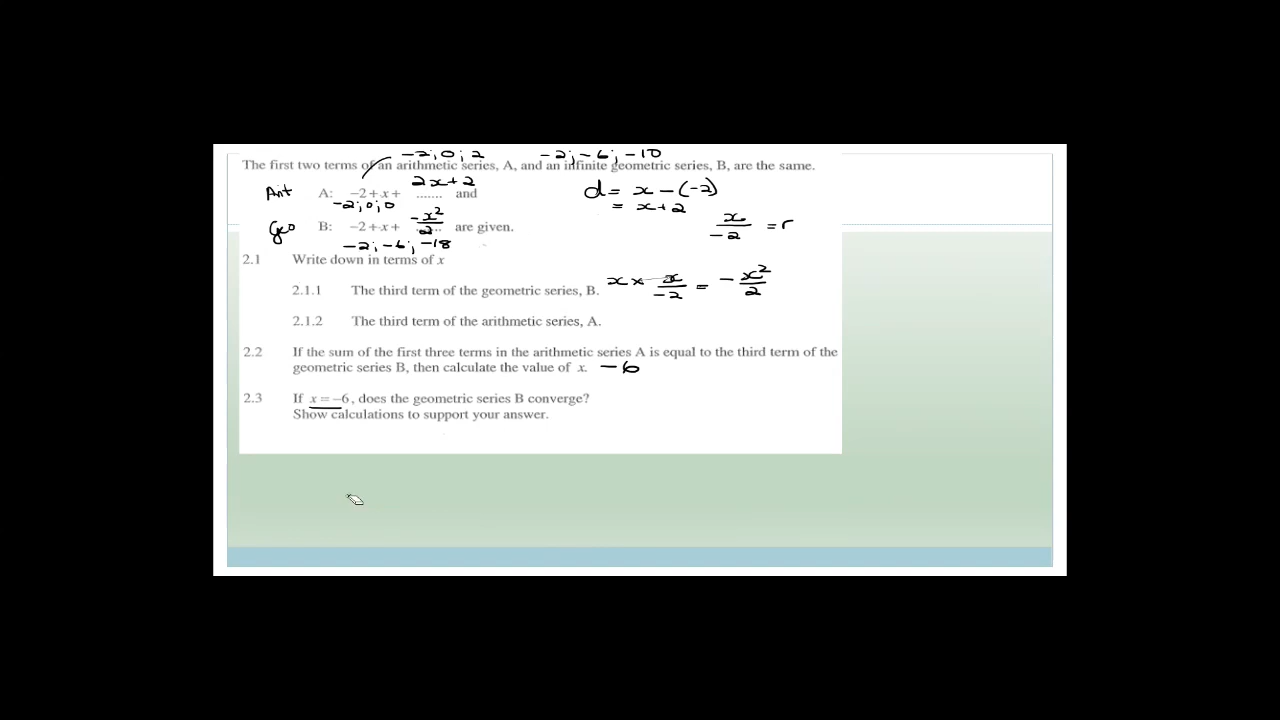 -2; 0; 2 -2; -6; -10
The first two terms of an arithmetic series, A, and an infinite geometric series, B, are the same.
Arit A: -2 + x + ....... and 2x+2 d = x - (-2)
-2; 0; 0 = x+2
Geo B: -2 + x + ...... are given. -x²/2 x/-2 = r
-2; -6; -18
2.1 Write down in terms of x
2.1.1 The third term of the geometric series, B. x × x/-2 = -x²/2
2.1.2 The third term of the arithmetic series, A.
2.2 If the sum of the first three terms in the arithmetic series A is equal to the third term of the
geometric series B, then calculate the value of x. -6
2.3 If x = -6, does the geometric series B converge?
Show calculations to support your answer.